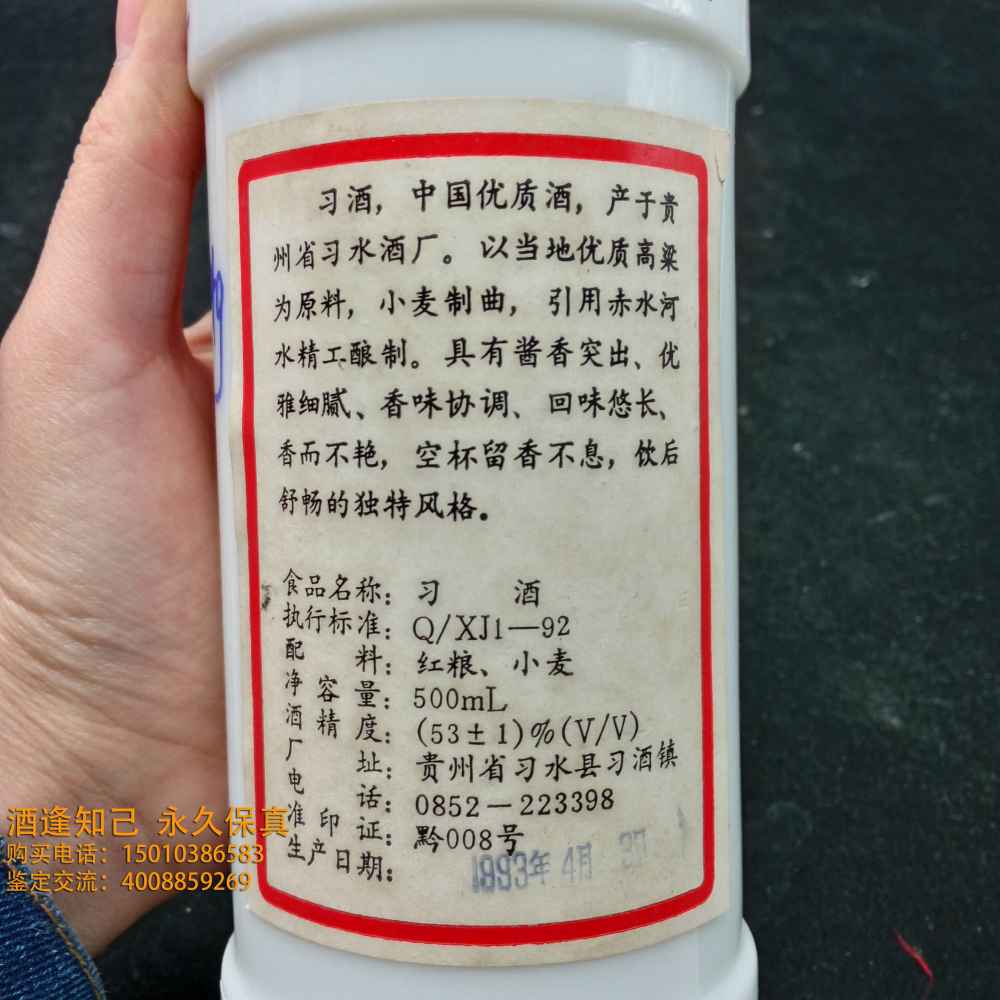 习酒，中国优质酒，产于贵
州省习水酒厂。以当地优质高粱
为原料，小麦制曲，引用赤水河
水精工酿制。具有酱香突出、优
雅细腻、香味协调、回味悠长、
香而不艳，空杯留香不息，饮后
舒畅的独特风格。
食品名称：习 酒
执行标准：Q/XJ1—92
配 料：红粮、小麦
净 容 量：500mL
酒 精 度：(53±1)%(V/V)
厂 址：贵州省习水县习酒镇
电 话：0852－223398
准 印 证：黔008号
生产日期：1993年4月
酒逢知己 永久保真
购买电话：15010386583
鉴定交流：4008859269